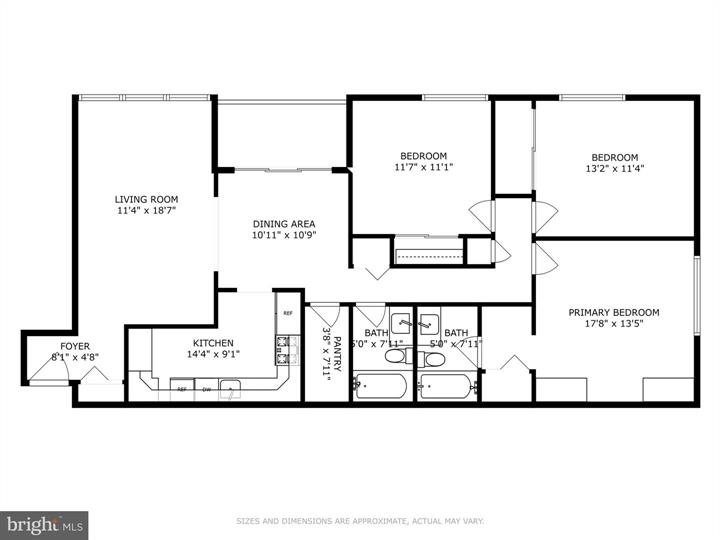 BEDROOM
11'7" x 11'1"
BEDROOM
13'2" x 11'4"
LIVING ROOM
11'4" x 18'7"
DINING AREA
10'11" x 10'9"
PRIMARY BEDROOM
17'8" x 13'5"
REF
FOYER
8'1" x 4'8"
KITCHEN
14'4" x 9'1"
PANTRY
3'8" x 7'11"
BATH
5'0" x 7'11"
BATH
5'0" x 7'11"
REF
DW
bright MLS
SIZES AND DIMENSIONS ARE APPROXIMATE, ACTUAL MAY VARY.